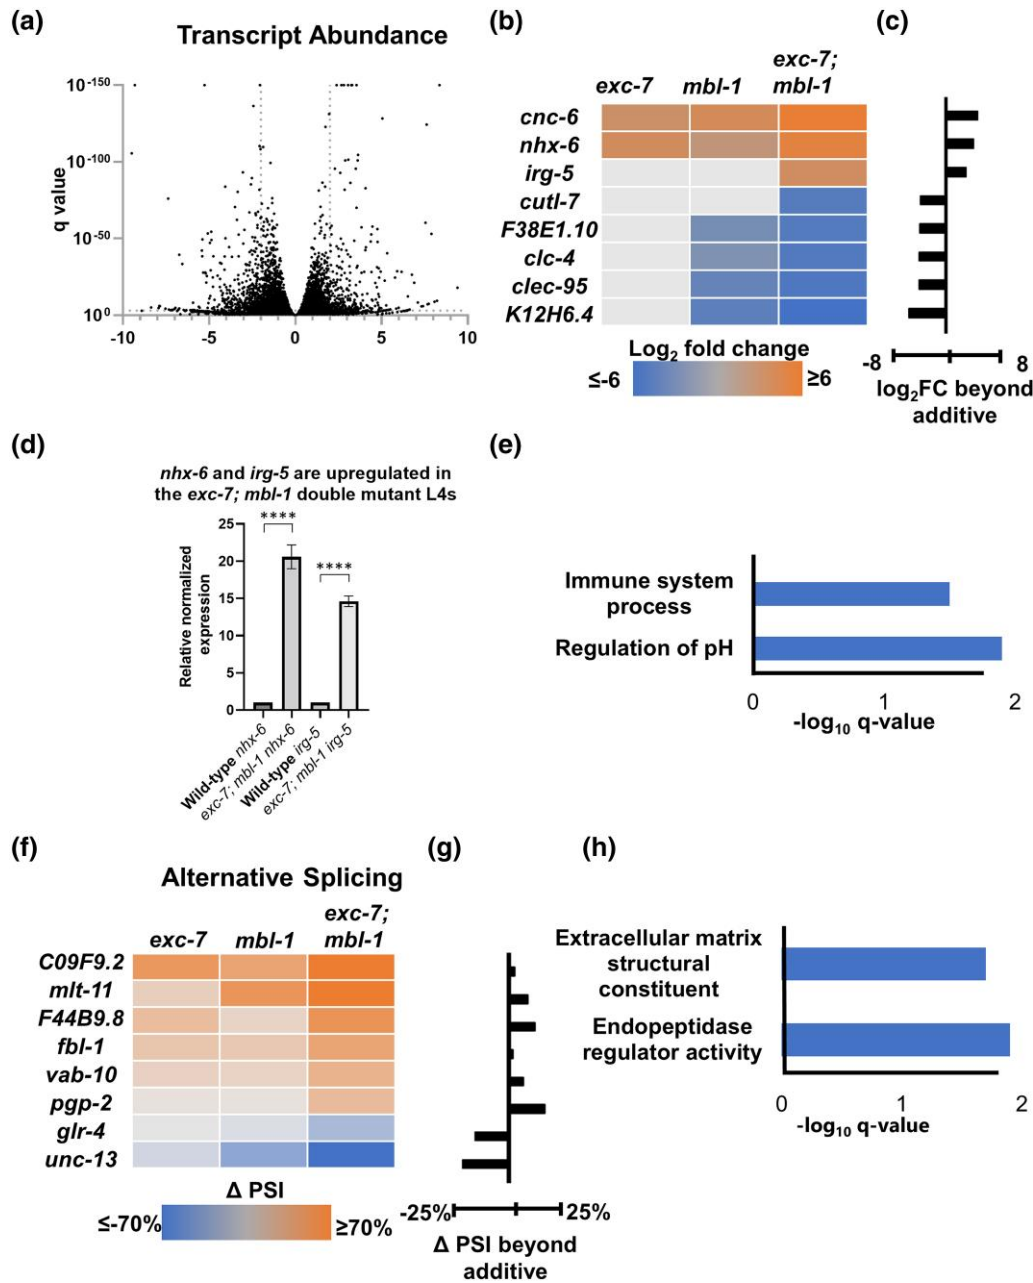 (a)
Transcript Abundance
q value
10-150
10-100
10-50
100
-10
-5
0
5
10
(b)
exc-7
mbl-1
exc-7;
mbl-1
cnc-6
nhx-6
irg-5
cutl-7
F38E1.10
clc-4
clec-95
K12H6.4
Log2 fold change
≤-6
≥6
(c)
-8
8
log2FC beyond
additive
(d)
nhx-6 and irg-5 are upregulated in
the exc-7; mbl-1 double mutant L4s
Relative normalized
expression
25
20
15
10
5
0
****
****
Wild-type nhx-6
exc-7; mbl-1 nhx-6
Wild-type irg-5
exc-7; mbl-1 irg-5
(e)
Immune system
process
Regulation of pH
0
1
2
-log10 q-value
(f)
Alternative Splicing
exc-7
mbl-1
exc-7;
mbl-1
C09F9.2
mlt-11
F44B9.8
fbl-1
vab-10
pgp-2
glr-4
unc-13
Δ PSI
≤-70%
≥70%
(g)
-25%
25%
Δ PSI beyond
additive
(h)
Extracellular matrix
structural
constituent
Endopeptidase
regulator activity
0
1
2
-log10 q-value